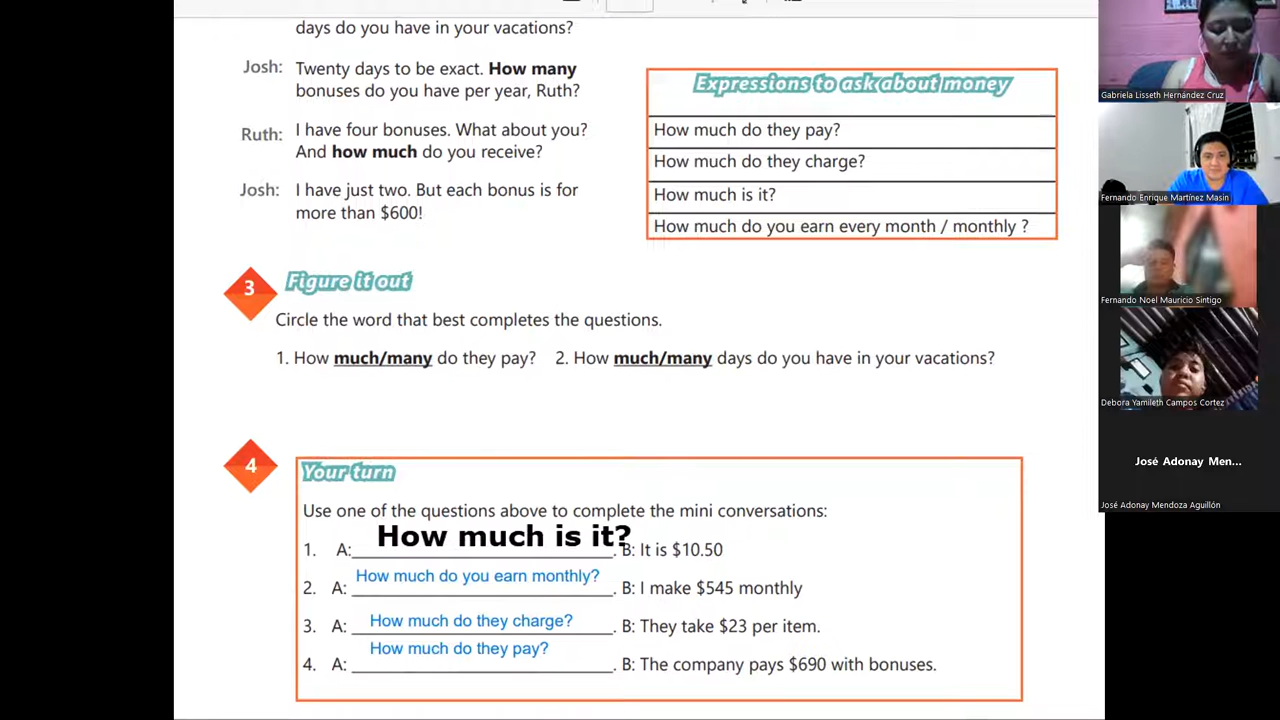 days do you have in your vacations?
Josh: Twenty days to be exact. How many
bonuses do you have per year, Ruth?
Ruth: I have four bonuses. What about you?
And how much do you receive?
Josh: I have just two. But each bonus is for
more than $600!
Expressions to ask about money
How much do they pay?
How much do they charge?
How much is it?
How much do you earn every month / monthly ?
3 Figure it out
Circle the word that best completes the questions.
1. How much/many do they pay? 2. How much/many days do you have in your vacations?
4 Your turn
Use one of the questions above to complete the mini conversations:
How much is it?
1. A:____________________. B: It is $10.50
How much do you earn monthly?
2. A: ____________________. B: I make $545 monthly
How much do they charge?
3. A: ____________________. B: They take $23 per item.
How much do they pay?
4. A: ____________________. B: The company pays $690 with bonuses.
Gabriela Lisseth Hernández Cruz
Fernando Enrique Martínez Masin
Fernando Noel Mauricio Sintigo
Debora Yamileth Campos Cortez
José Adonay Men...
José Adonay Mendoza Aguillón